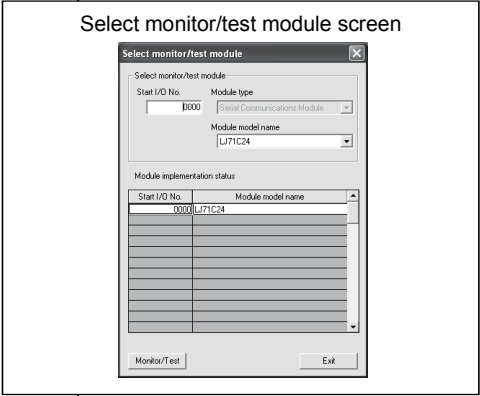 Select monitor/test module screen
Select monitor/test module
Select monitor/test module
Start I/O No. Module type
0000 Serial Communications Module
Module model name
LJ71C24
Module implementation status
Start I/O No. Module model name
0000 LJ71C24
Monitor/Test Exit